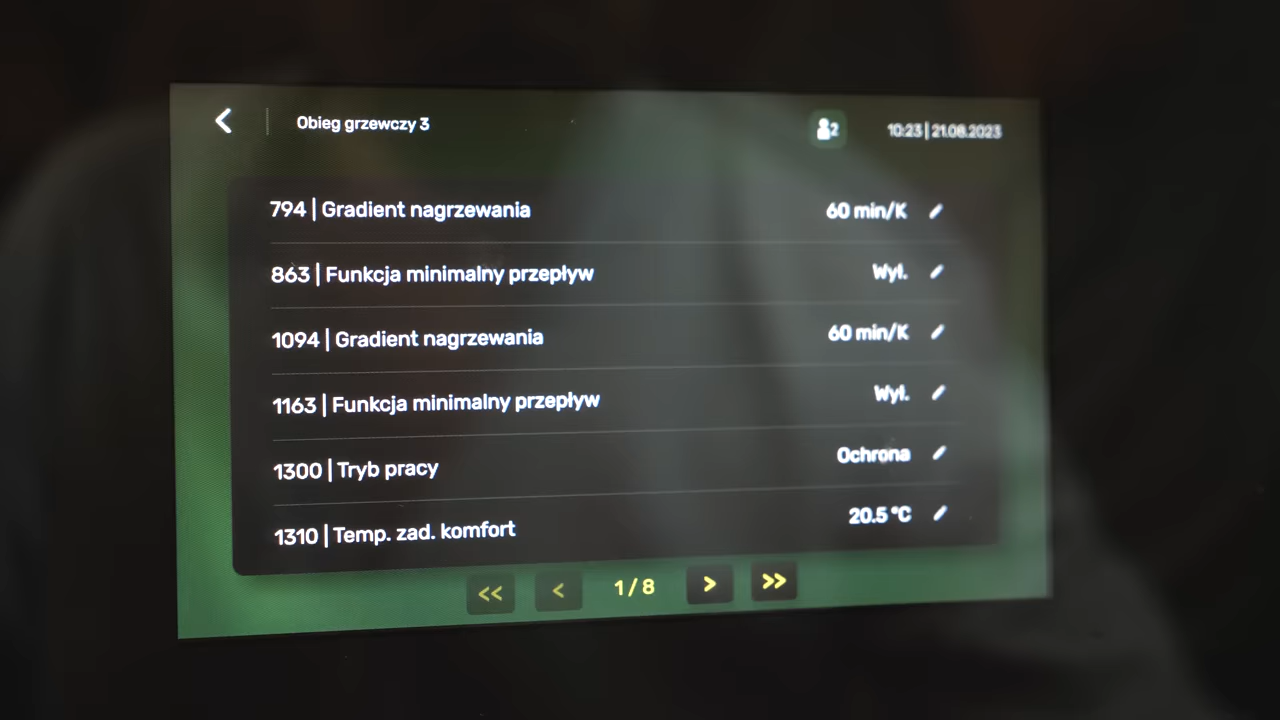 Obieg grzewczy 3
2
10:23 | 21.08.2023
794 | Gradient nagrzewania 60 min/K
863 | Funkcja minimalny przepływ Wył.
1094 | Gradient nagrzewania 60 min/K
1163 | Funkcja minimalny przepływ Wył.
1300 | Tryb pracy Ochrona
1310 | Temp. zad. komfort 20.5 °C
<< < 1 / 8 > >>